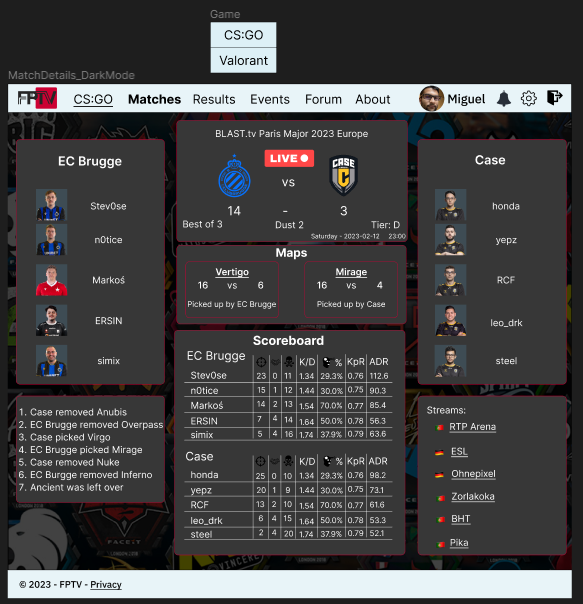 Game
CS:GO
Valorant
MatchDetails_DarkMode
FPTV CS:GO Matches Results Events Forum About Miguel
BLAST.tv Paris Major 2023 Europe
LIVE
CASE
vs
14 - 3
Best of 3 Dust 2 Tier: D
Saturday - 2023-02-12 23:00
EC Brugge
Stev0se
n0tice
Markoś
ERSIN
simix
Case
honda
yepz
RCF
leo_drk
steel
Maps
Vertigo
16 vs 6
Picked up by EC Brugge
Mirage
16 vs 4
Picked up by Case
Scoreboard
EC Brugge K/D % KpR ADR
Stev0se 23 0 11 1.34 29.3% 0.76 112.6
n0tice 15 1 12 1.44 30.0% 0.75 90.3
Markoś 14 2 13 1.54 70.0% 0.77 85.4
ERSIN 7 4 14 1.64 50.0% 0.78 56.3
simix 5 4 16 1.74 37.9% 0.79 63.6
Case K/D % KpR ADR
honda 25 0 10 1.34 29.3% 0.76 98.2
yepz 20 1 9 1.44 30.0% 0.75 73.1
RCF 13 2 10 1.54 70.0% 0.77 61.6
leo_drk 6 4 15 1.64 50.0% 0.78 53.3
steel 2 4 20 1.74 37.9% 0.79 52.1
1. Case removed Anubis
2. EC Brugge removed Overpass
3. Case picked Virgo
4. EC Brugge picked Mirage
5. Case removed Nuke
6. EC Burgge removed Inferno
7. Ancient was left over
Streams:
RTP Arena
ESL
Ohnepixel
Zorlakoka
BHT
Pika
FACEIT
© 2023 - FPTV - Privacy